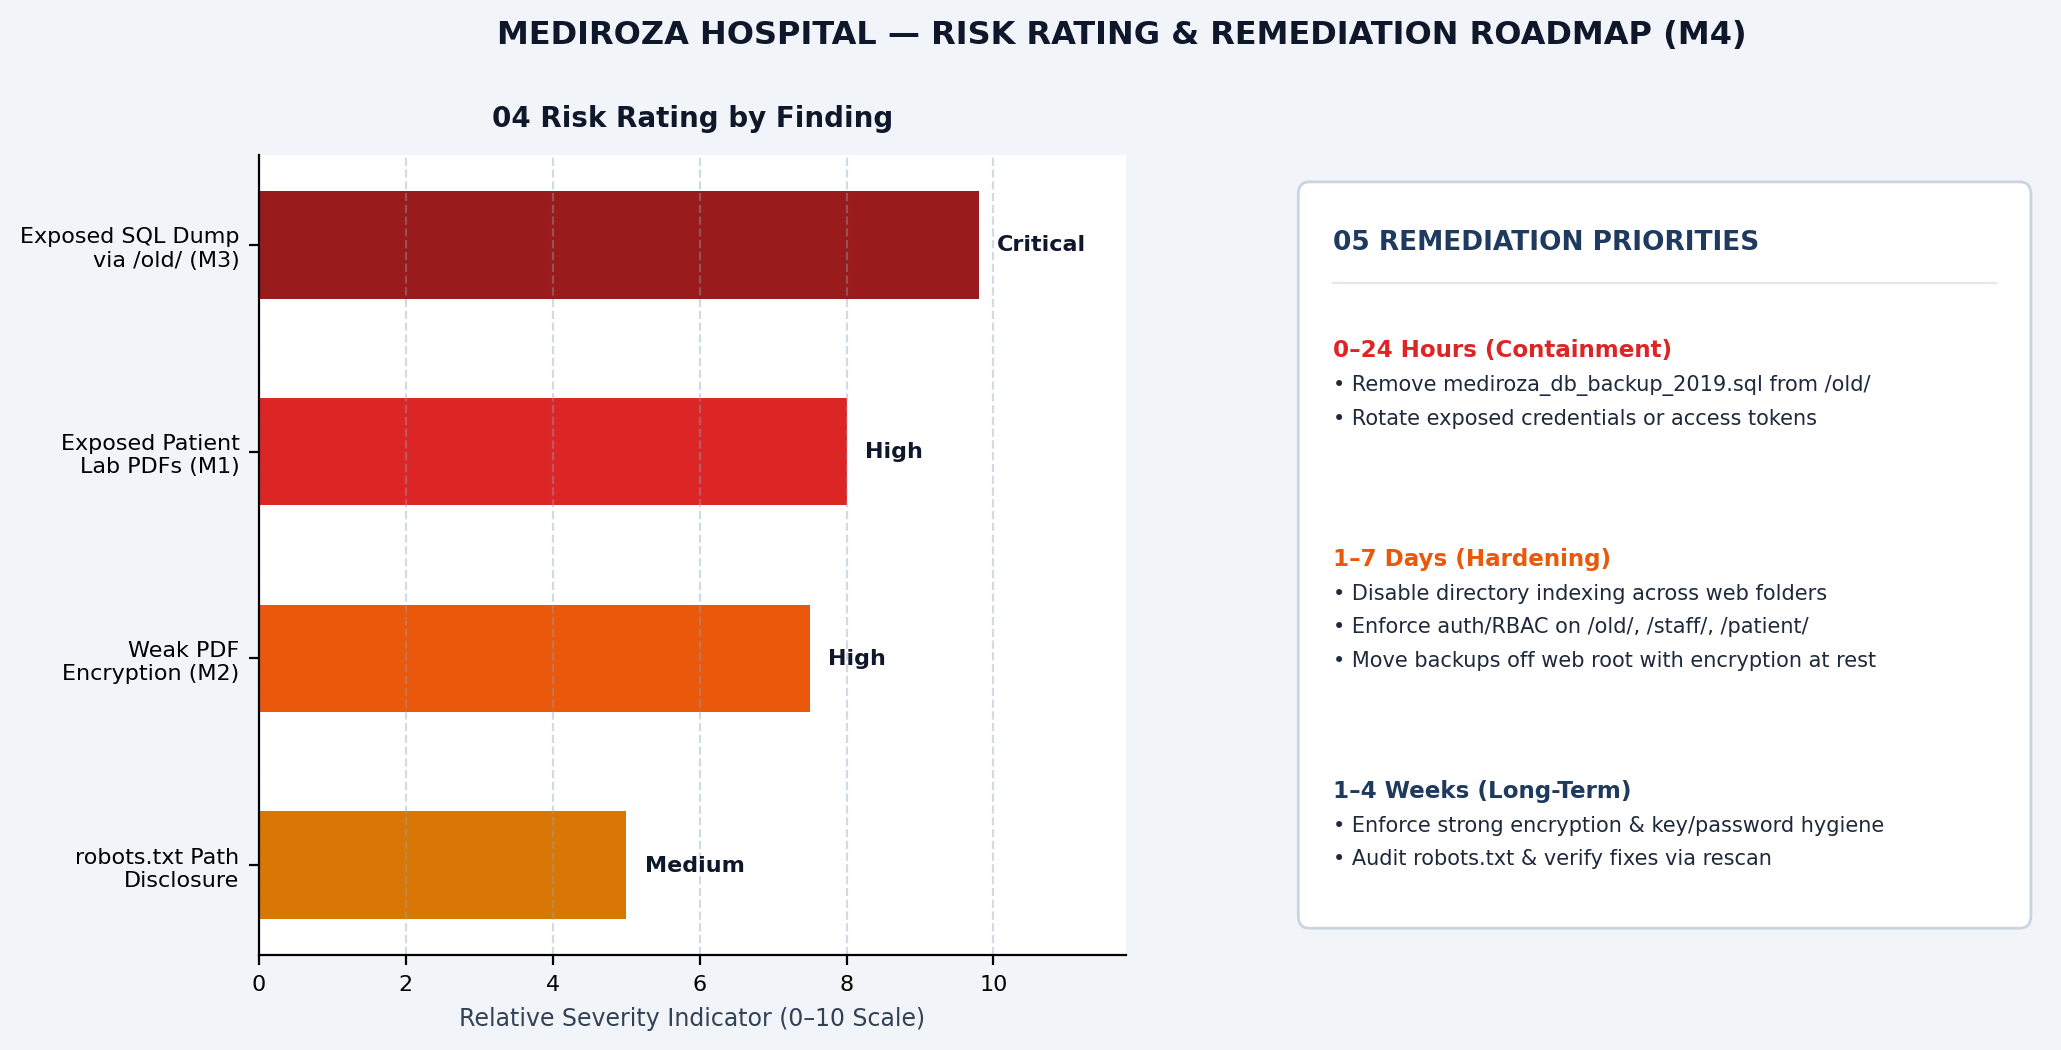 MEDIROZA HOSPITAL — RISK RATING & REMEDIATION ROADMAP (M4)
04 Risk Rating by Finding
Exposed SQL Dump
via /old/ (M3)
Critical
Exposed Patient
Lab PDFs (M1)
High
Weak PDF
Encryption (M2)
High
robots.txt Path
Disclosure
Medium
0 2 4 6 8 10
Relative Severity Indicator (0–10 Scale)
05 REMEDIATION PRIORITIES
0–24 Hours (Containment)
• Remove mediroza_db_backup_2019.sql from /old/
• Rotate exposed credentials or access tokens
1–7 Days (Hardening)
• Disable directory indexing across web folders
• Enforce auth/RBAC on /old/, /staff/, /patient/
• Move backups off web root with encryption at rest
1–4 Weeks (Long-Term)
• Enforce strong encryption & key/password hygiene
• Audit robots.txt & verify fixes via rescan